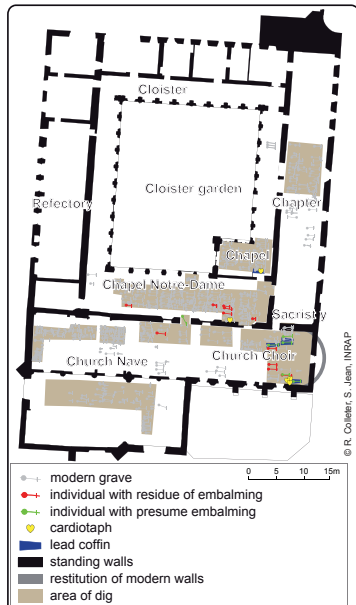 Cloister
Cloister garden
Refectory
Chapter
Chapel
Chapel Notre-Dame
Sacristy
Church Nave
Church Choir
© R. Colleter, S. Jean, INRAP
modern grave
0 5 10 15m
individual with residue of embalming
individual with presume embalming
cardiotaph
lead coffin
standing walls
restitution of modern walls
area of dig